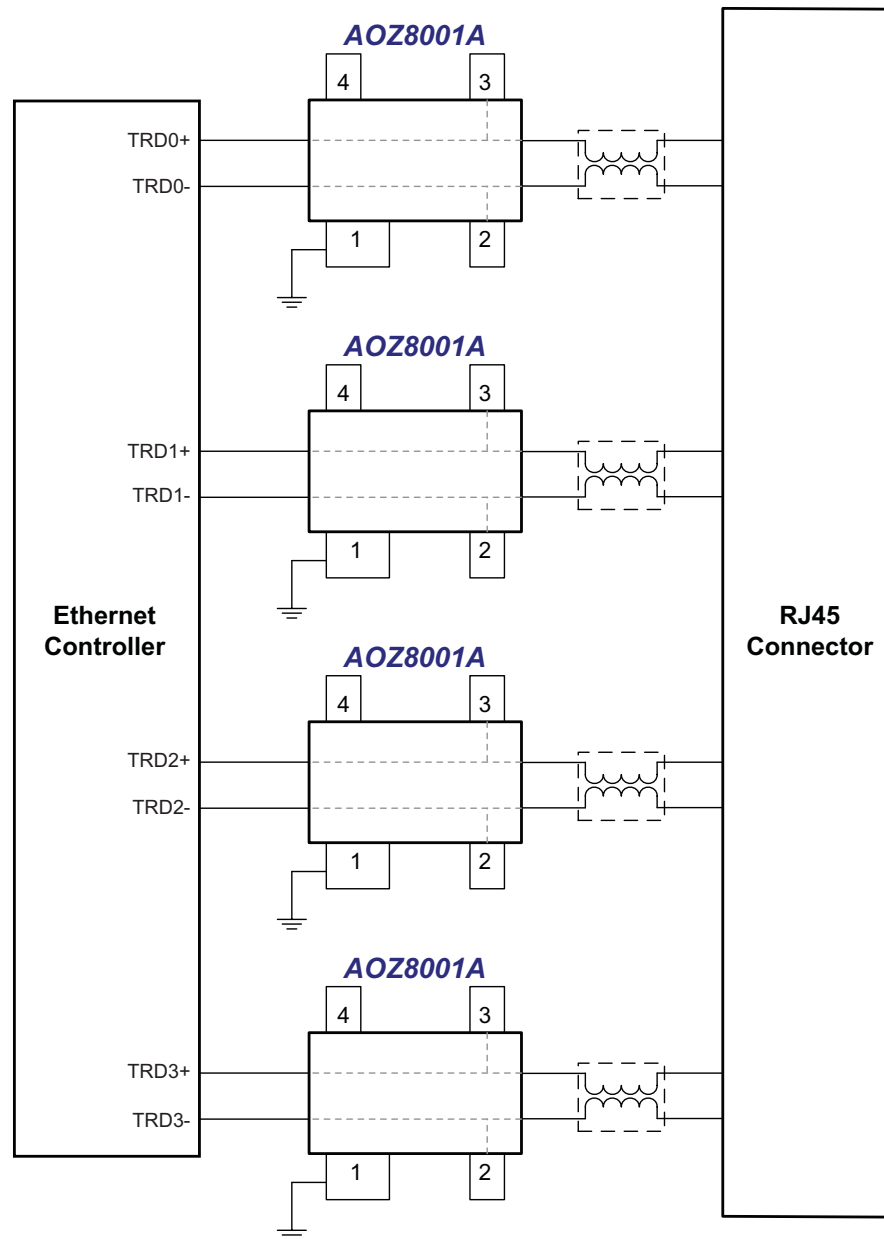 AOZ8001A
4
3
TRD0+
TRD0-
1
2
AOZ8001A
4
3
TRD1+
TRD1-
1
2
Ethernet
Controller
RJ45
Connector
AOZ8001A
4
3
TRD2+
TRD2-
1
2
AOZ8001A
4
3
TRD3+
TRD3-
1
2